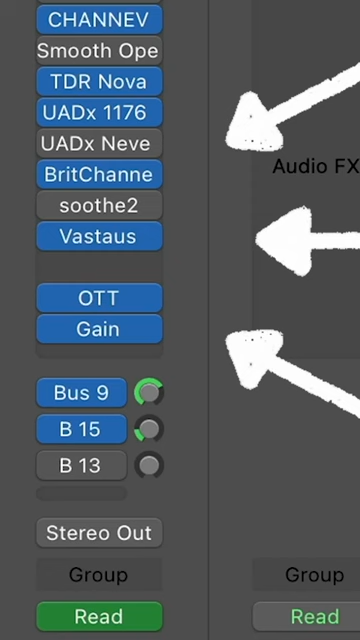 CHANNEV
Smooth Ope
TDR Nova
UADx 1176
UADx Neve
BritChanne
Audio FX
soothe2
Vastaus
OTT
Gain
Bus 9
B 15
B 13
Stereo Out
Group
Group
Read
Read